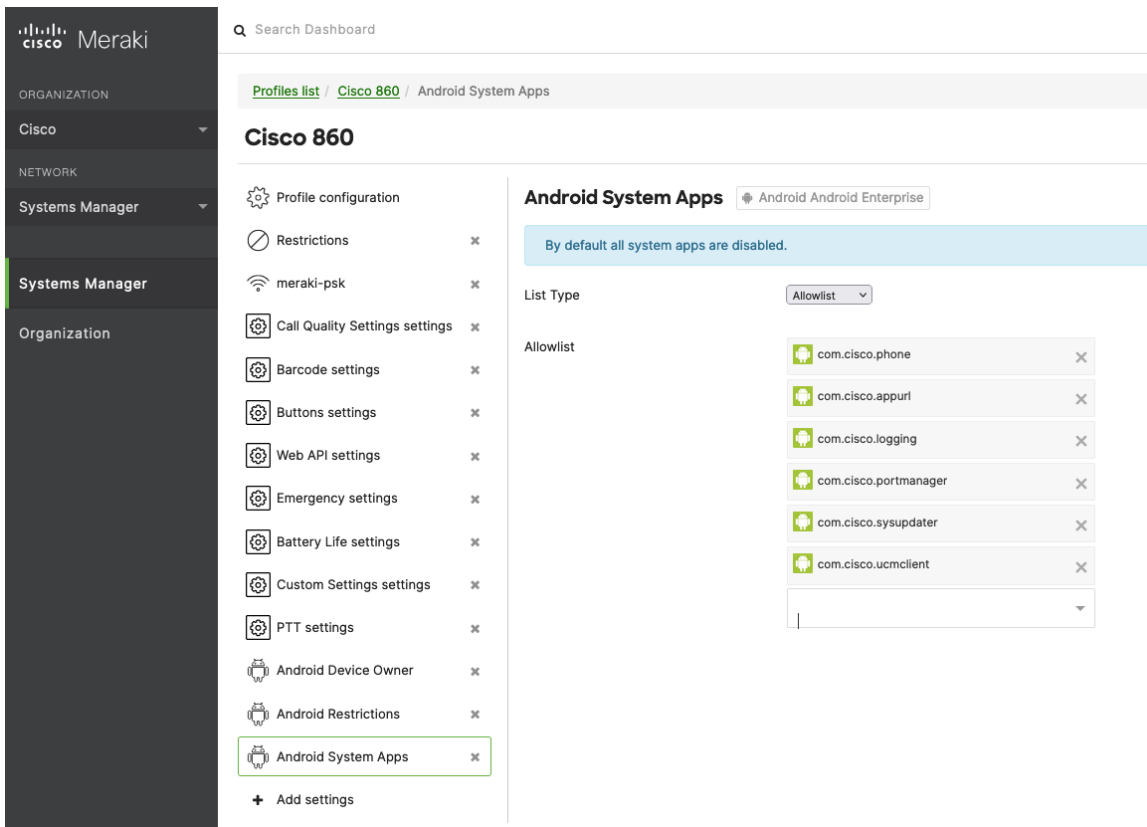 cisco Meraki
Search Dashboard
ORGANIZATION
Cisco
NETWORK
Systems Manager
Systems Manager
Organization
Profiles list / Cisco 860 / Android System Apps
Cisco 860
Profile configuration
Restrictions
meraki-psk
Call Quality Settings settings
Barcode settings
Buttons settings
Web API settings
Emergency settings
Battery Life settings
Custom Settings settings
PTT settings
Android Device Owner
Android Restrictions
Android System Apps
+ Add settings
Android System Apps Android Android Enterprise
By default all system apps are disabled.
List Type Allowlist
Allowlist
com.cisco.phone
com.cisco.appurl
com.cisco.logging
com.cisco.portmanager
com.cisco.sysupdater
com.cisco.ucmclient